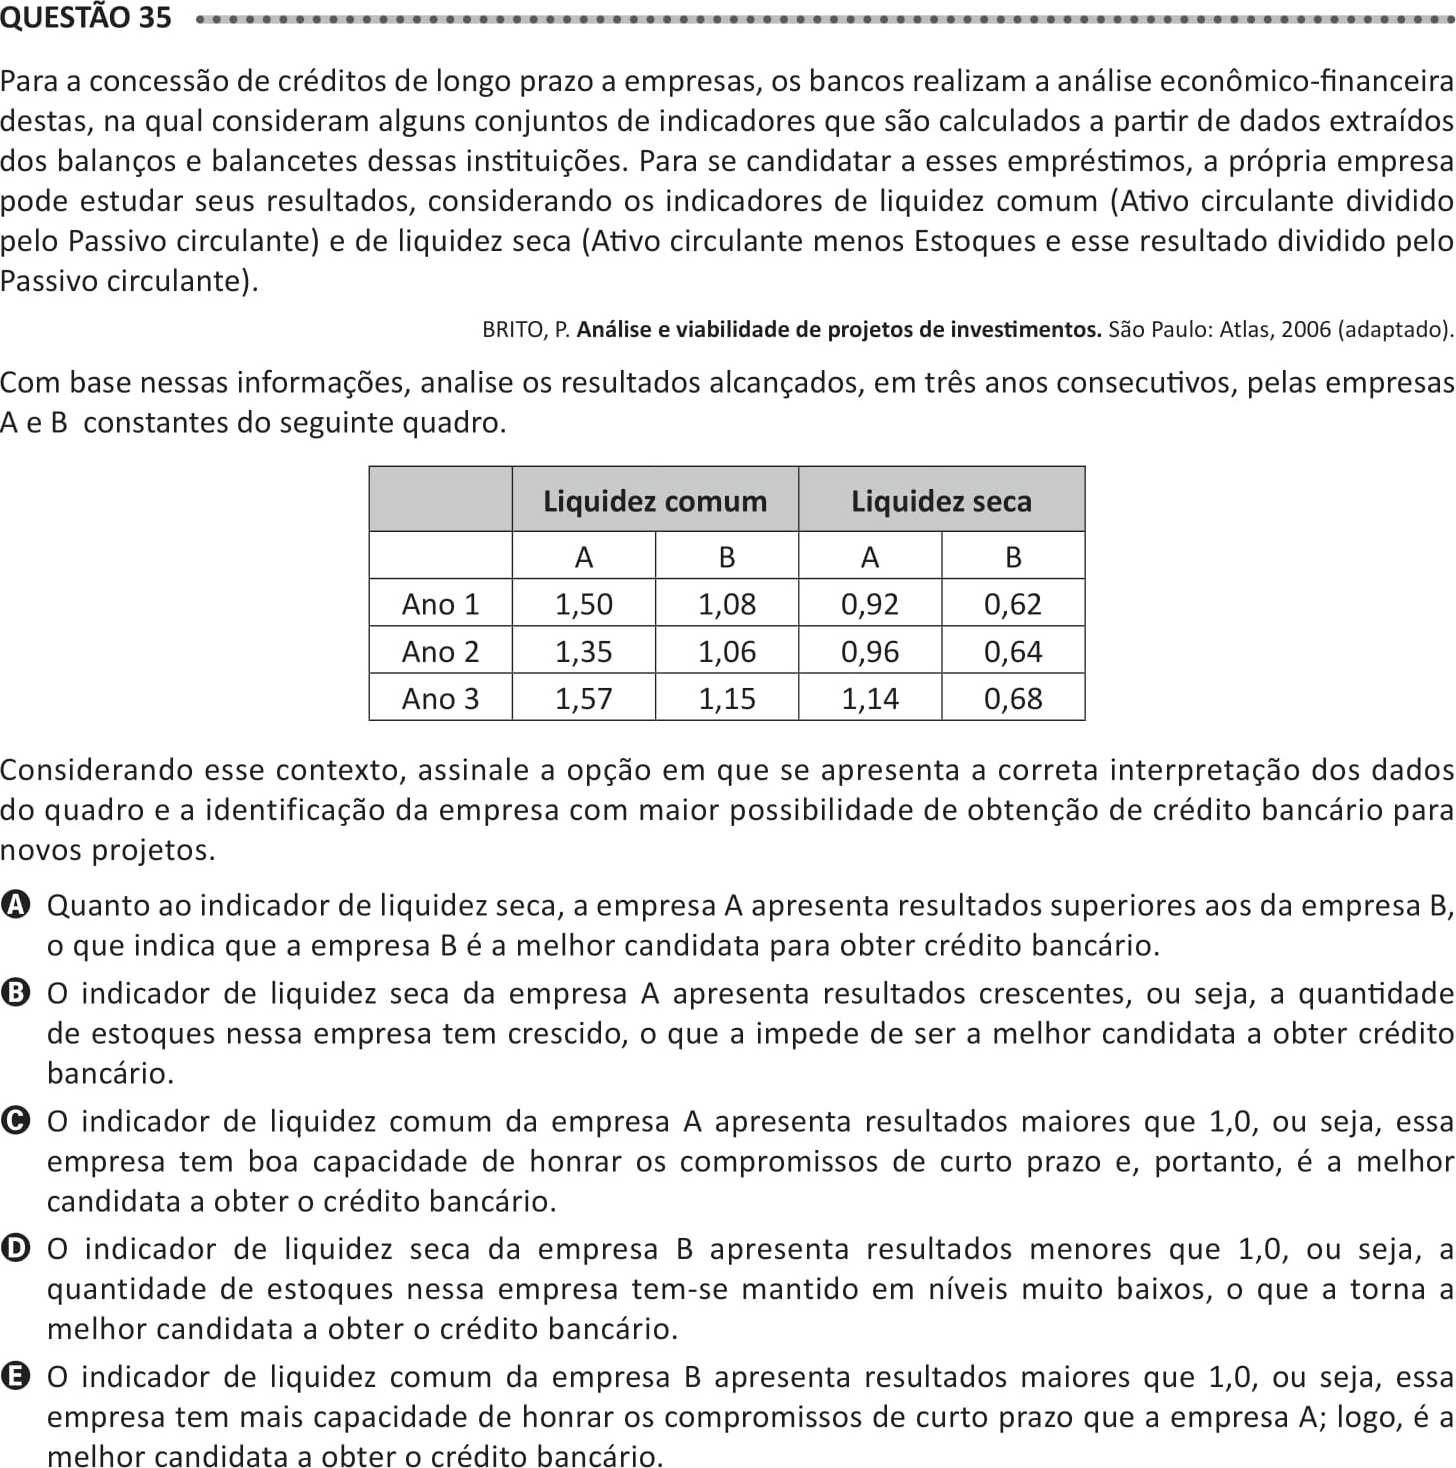 QUESTÃO 35
Para a concessão de créditos de longo prazo a empresas, os bancos realizam a análise econômico-financeira
destas, na qual consideram alguns conjuntos de indicadores que são calculados a partir de dados extraídos
dos balanços e balancetes dessas instituições. Para se candidatar a esses empréstimos, a própria empresa
pode estudar seus resultados, considerando os indicadores de liquidez comum (Ativo circulante dividido
pelo Passivo circulante) e de liquidez seca (Ativo circulante menos Estoques e esse resultado dividido pelo
Passivo circulante).
BRITO, P. Análise e viabilidade de projetos de investimentos. São Paulo: Atlas, 2006 (adaptado).
Com base nessas informações, analise os resultados alcançados, em três anos consecutivos, pelas empresas
A e B constantes do seguinte quadro.
Liquidez comum Liquidez seca
A B A B
Ano 1 1,50 1,08 0,92 0,62
Ano 2 1,35 1,06 0,96 0,64
Ano 3 1,57 1,15 1,14 0,68
Considerando esse contexto, assinale a opção em que se apresenta a correta interpretação dos dados
do quadro e a identificação da empresa com maior possibilidade de obtenção de crédito bancário para
novos projetos.
A Quanto ao indicador de liquidez seca, a empresa A apresenta resultados superiores aos da empresa B,
o que indica que a empresa B é a melhor candidata para obter crédito bancário.
B O indicador de liquidez seca da empresa A apresenta resultados crescentes, ou seja, a quantidade
de estoques nessa empresa tem crescido, o que a impede de ser a melhor candidata a obter crédito
bancário.
C O indicador de liquidez comum da empresa A apresenta resultados maiores que 1,0, ou seja, essa
empresa tem boa capacidade de honrar os compromissos de curto prazo e, portanto, é a melhor
candidata a obter o crédito bancário.
D O indicador de liquidez seca da empresa B apresenta resultados menores que 1,0, ou seja, a
quantidade de estoques nessa empresa tem-se mantido em níveis muito baixos, o que a torna a
melhor candidata a obter o crédito bancário.
E O indicador de liquidez comum da empresa B apresenta resultados maiores que 1,0, ou seja, essa
empresa tem mais capacidade de honrar os compromissos de curto prazo que a empresa A; logo, é a
melhor candidata a obter o crédito bancário.